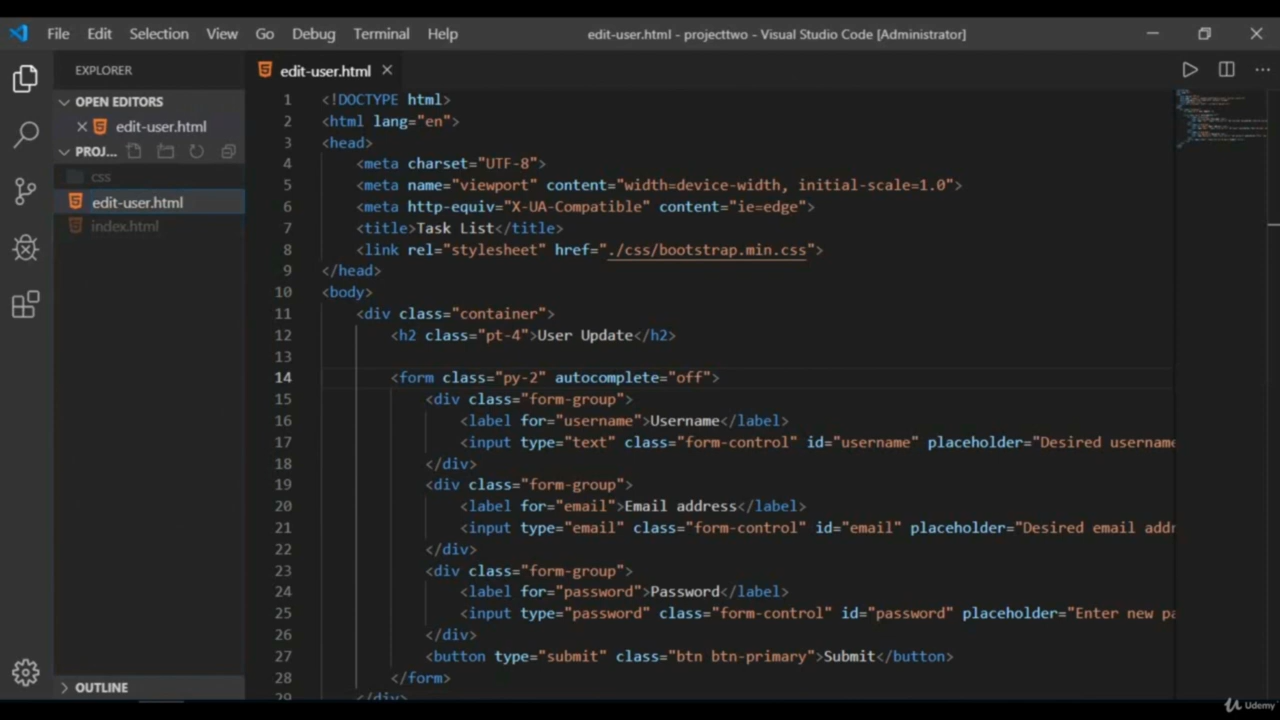 File Edit Selection View Go Debug Terminal Help edit-user.html - projecttwo - Visual Studio Code [Administrator]
EXPLORER
OPEN EDITORS
edit-user.html
PROJ...
css
edit-user.html
index.html
OUTLINE
edit-user.html
1 <!DOCTYPE html>
2 <html lang="en">
3 <head>
4 <meta charset="UTF-8">
5 <meta name="viewport" content="width=device-width, initial-scale=1.0">
6 <meta http-equiv="X-UA-Compatible" content="ie=edge">
7 <title>Task List</title>
8 <link rel="stylesheet" href="./css/bootstrap.min.css">
9 </head>
10 <body>
11 <div class="container">
12 <h2 class="pt-4">User Update</h2>
13
14 <form class="py-2" autocomplete="off">
15 <div class="form-group">
16 <label for="username">Username</label>
17 <input type="text" class="form-control" id="username" placeholder="Desired username
18 </div>
19 <div class="form-group">
20 <label for="email">Email address</label>
21 <input type="email" class="form-control" id="email" placeholder="Desired email addr
22 </div>
23 <div class="form-group">
24 <label for="password">Password</label>
25 <input type="password" class="form-control" id="password" placeholder="Enter new pa
26 </div>
27 <button type="submit" class="btn btn-primary">Submit</button>
28 </form>
29 </div>
Udemy